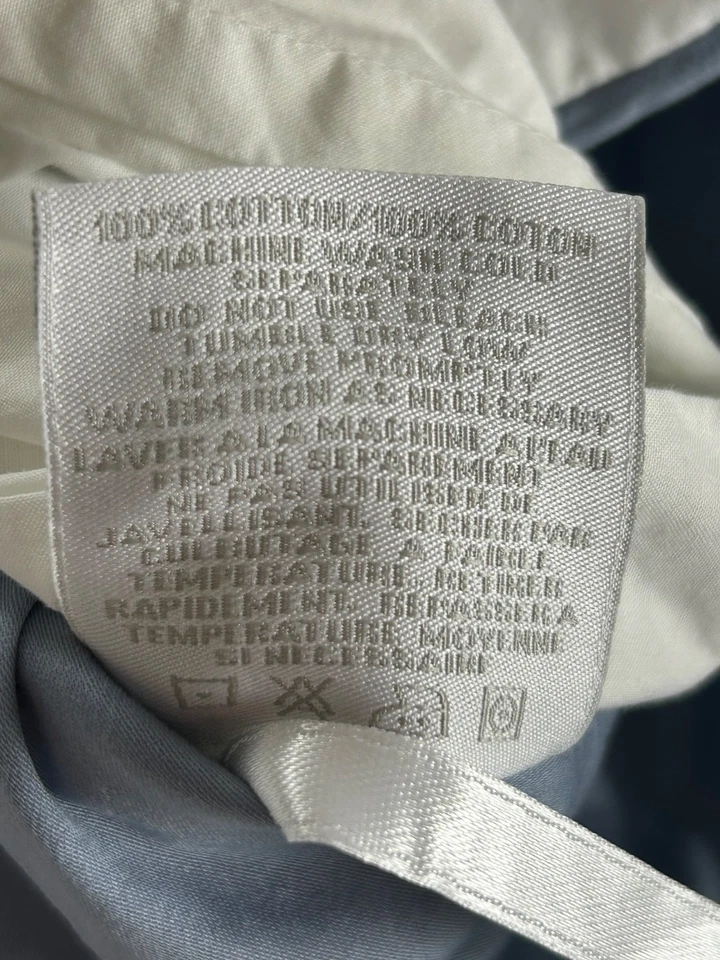 100% COTTON/100% COTON
MACHINE WASH COLD
SEPARATELY
DO NOT USE BLEACH
TUMBLE DRY LOW
REMOVE PROMPTLY
WARM IRON AS NECESSARY
LAVER A LA MACHINE A L'EAU
FROIDE SEPAREMENT
NE PAS UTILISER DE
JAVELLISANT. SECHER PAR
CULBUTAGE A FAIBLE
TEMPERATURE. RETIRER
RAPIDEMENT. REPASSER A
TEMPERATURE MOYENNE
SI NECESSAIRE